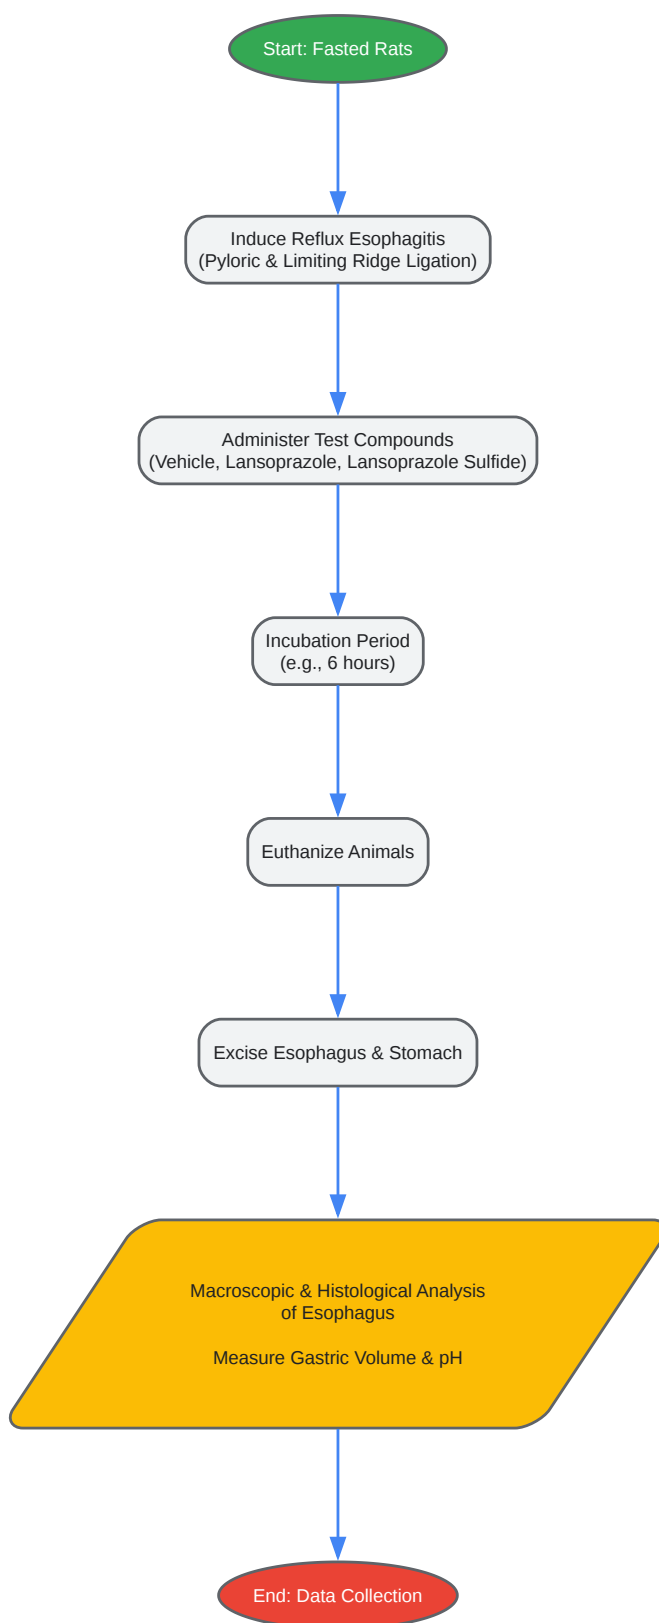 Start: Fasted Rats
Induce Reflux Esophagitis
(Pyloric & Limiting Ridge Ligation)
Administer Test Compounds
(Vehicle, Lansoprazole, Lansoprazole Sulfide)
Incubation Period
(e.g., 6 hours)
Euthanize Animals
Excise Esophagus & Stomach
Macroscopic & Histological Analysis
of Esophagus
Measure Gastric Volume & pH
End: Data Collection